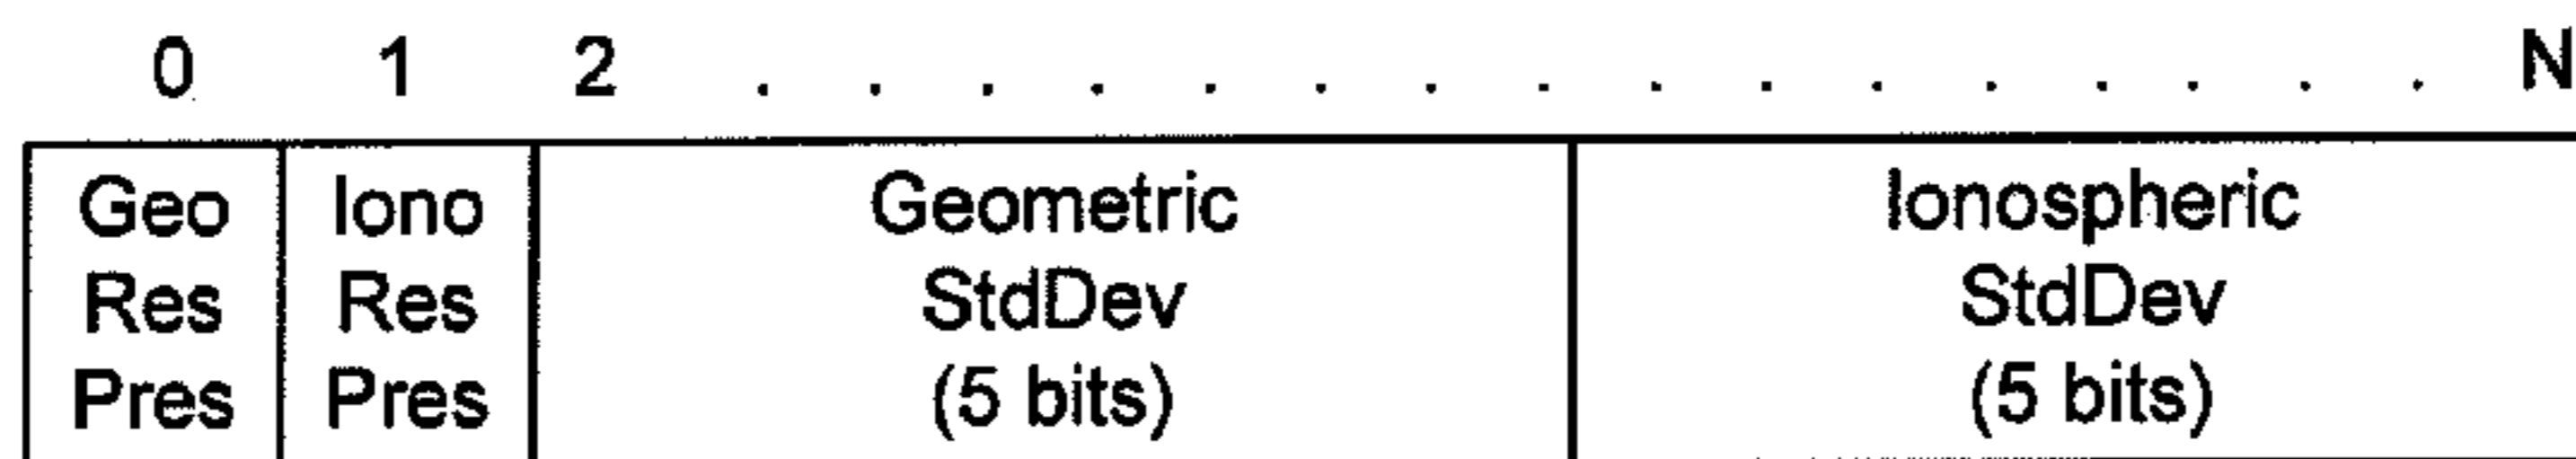 0 1 2 . . . . . . . . . . . . . . . . N
Geo Iono Geometric Ionospheric
Res Res StdDev StdDev
Pres Pres (5 bits) (5 bits)